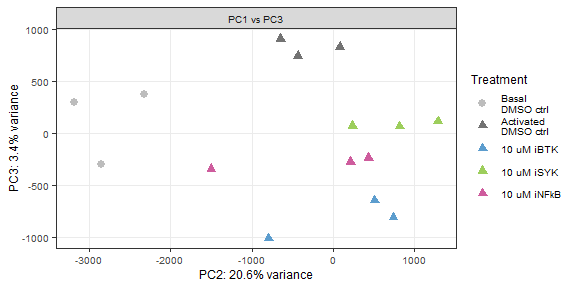 PC1 vs PC3
1000
500
0
-500
-1000
PC3: 3.4% variance
-3000
-2000
-1000
0
1000
PC2: 20.6% variance
Treatment
Basal
DMSO ctrl
Activated
DMSO ctrl
10 uM iBTK
10 uM iSYK
10 uM iNFkB